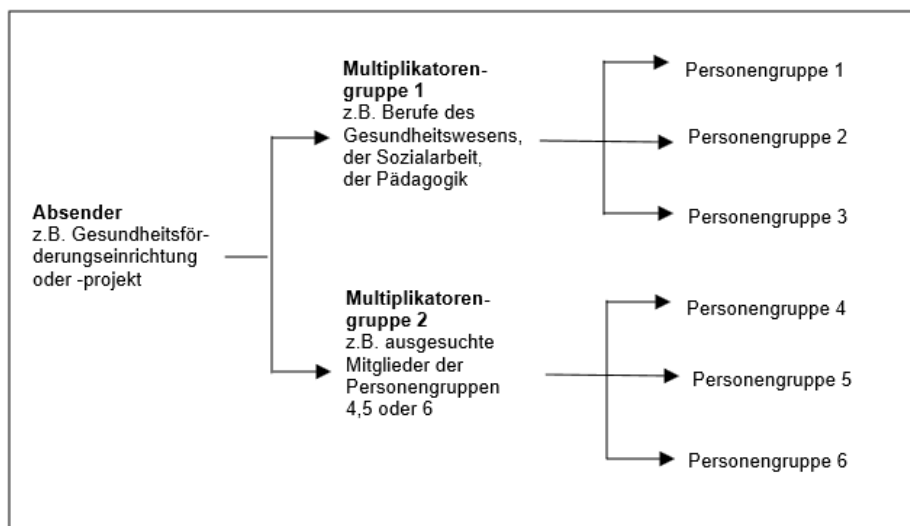 Absender
z.B. Gesundheitsför-
derungseinrichtung
oder -projekt
Multiplikatoren-
gruppe 1
z.B. Berufe des
Gesundheitswesens,
der Sozialarbeit,
der Pädagogik
Personengruppe 1
Personengruppe 2
Personengruppe 3
Multiplikatoren-
gruppe 2
z.B. ausgesuchte
Mitglieder der
Personengruppen
4,5 oder 6
Personengruppe 4
Personengruppe 5
Personengruppe 6